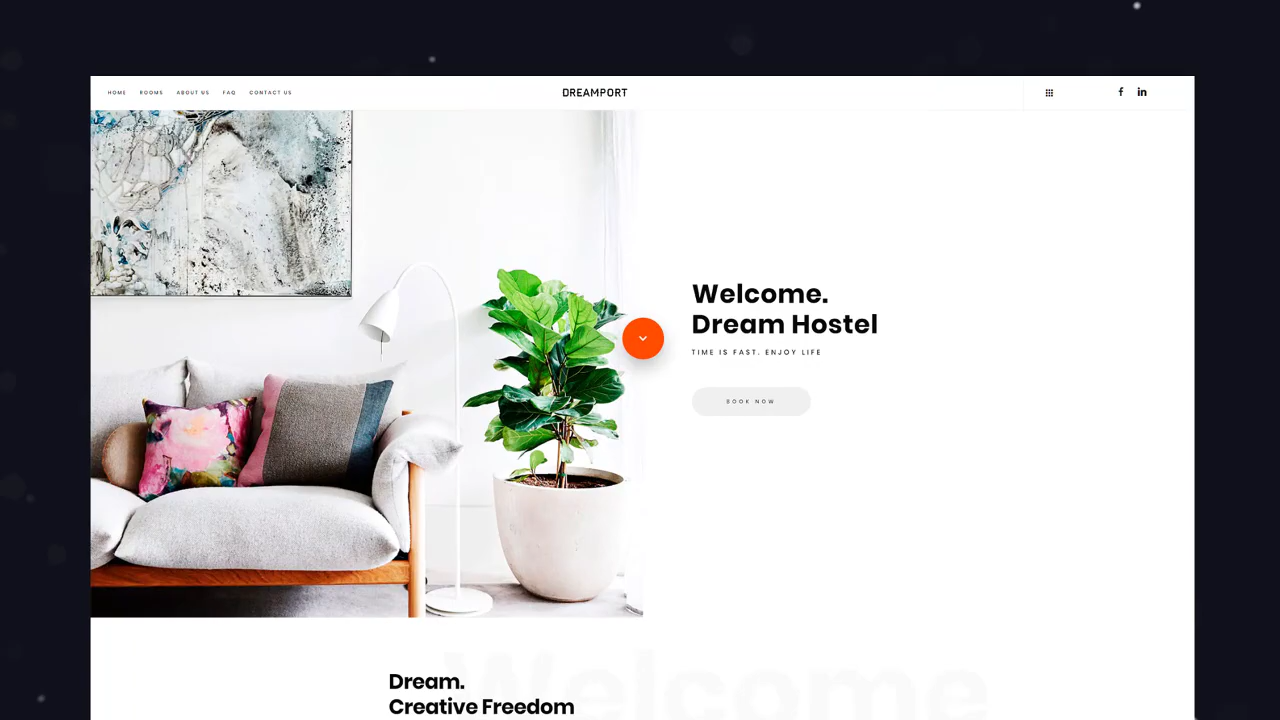 HOME ROOMS ABOUT US FAQ CONTACT US
DREAMPORT
f in
Welcome.
Dream Hostel
TIME IS FAST. ENJOY LIFE
BOOK NOW
Welcome
Dream.
Creative Freedom